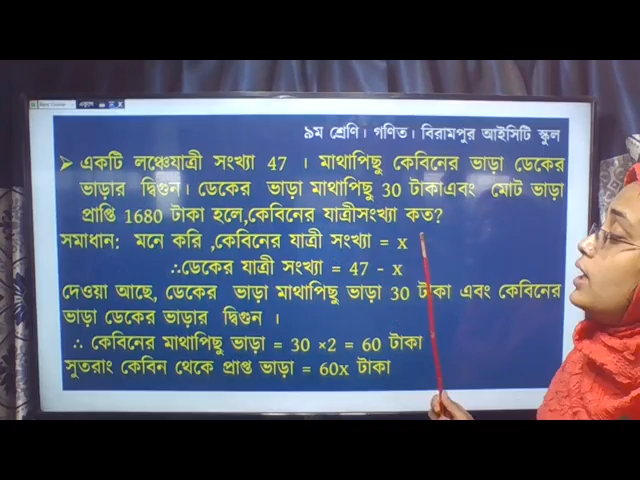 ৯ম শ্রেণি। গণিত। বিরামপুর আইসিটি স্কুল
➢ একটি লঞ্চেযাত্রী সংখ্যা 47 । মাথাপিছু কেবিনের ভাড়া ডেকের
ভাড়ার দ্বিগুন। ডেকের ভাড়া মাথাপিছু 30 টাকাএবং মোট ভাড়া
প্রাপ্তি 1680 টাকা হলে,কেবিনের যাত্রীসংখ্যা কত?
সমাধান: মনে করি ,কেবিনের যাত্রী সংখ্যা = x
∴ডেকের যাত্রী সংখ্যা = 47 - x
দেওয়া আছে, ডেকের ভাড়া মাথাপিছু ভাড়া 30 টাকা এবং কেবিনের
ভাড়া ডেকের ভাড়ার দ্বিগুন ।
∴ কেবিনের মাথাপিছু ভাড়া = 30 ×2 = 60 টাকা
সুতরাং কেবিন থেকে প্রাপ্ত ভাড়া = 60x টাকা